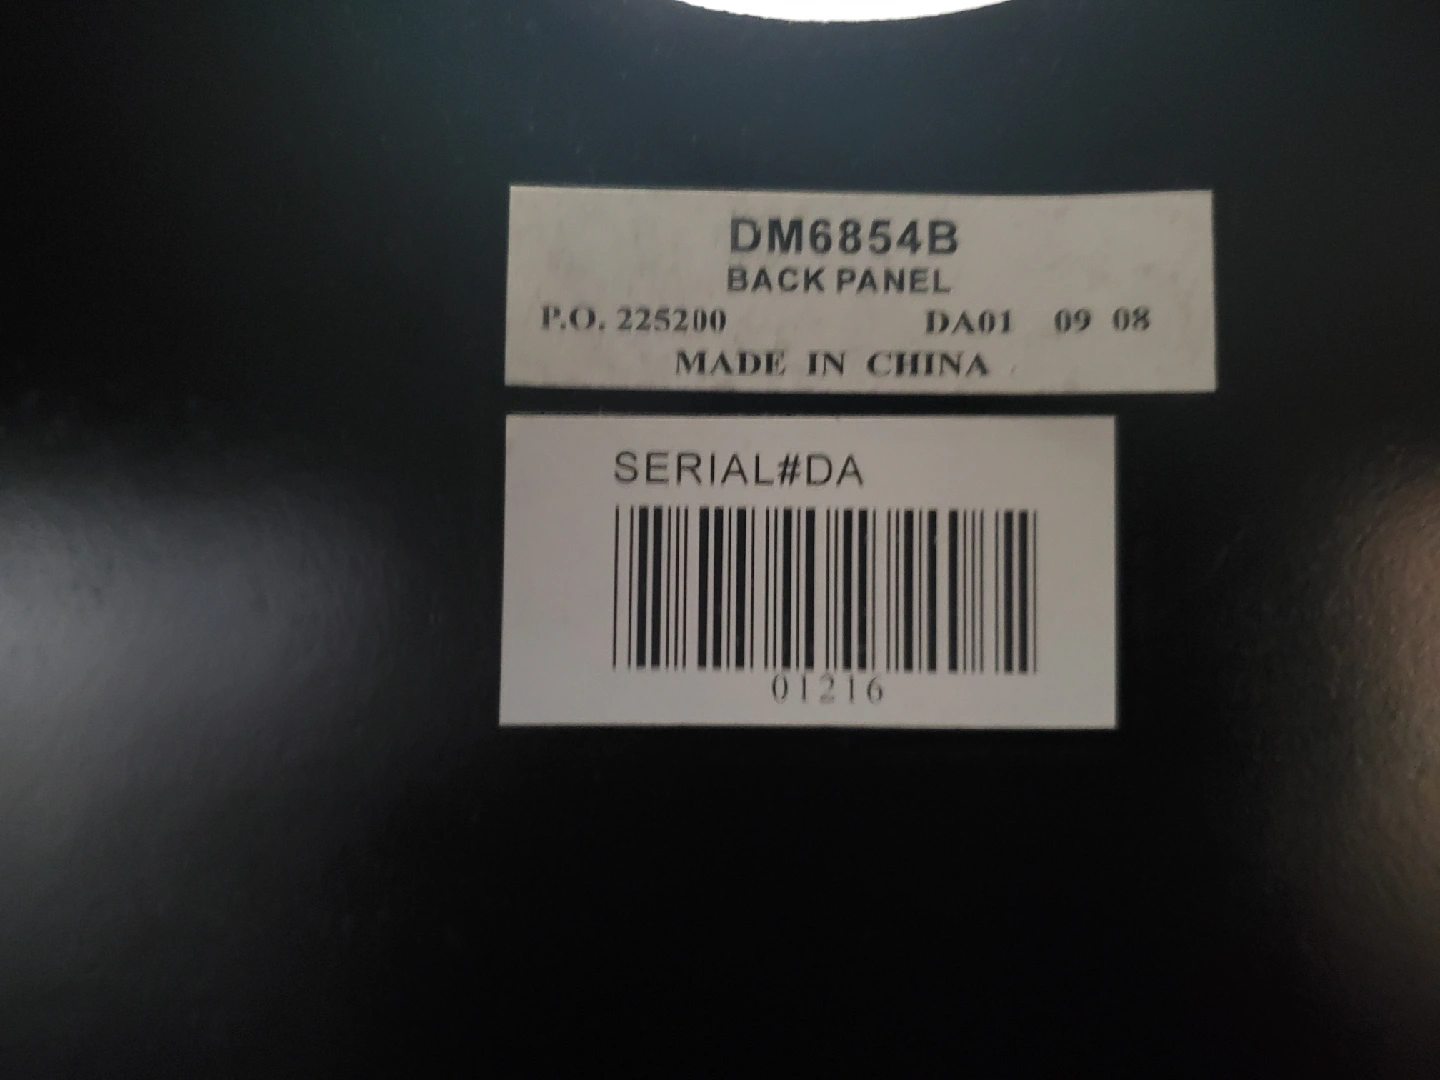 DM6854B
BACK PANEL
P.O. 225200 DA01 09 08
MADE IN CHINA
SERIAL#DA
01216